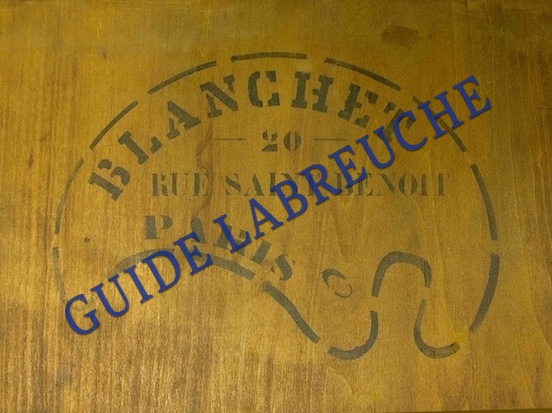 BLANCHET
— 20 —
RUE SAINT BENOIT
PARIS
GUIDE LABREUCHE